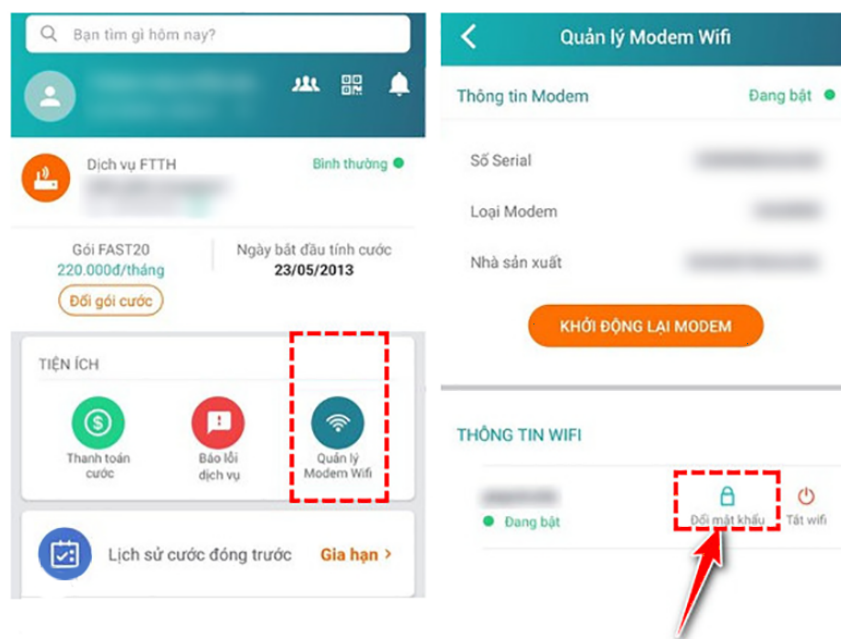 Bạn tìm gì hôm nay?
Dịch vụ FTTH
Bình thường
Gói FAST20
220.000đ/tháng
Đổi gói cước
Ngày bắt đầu tính cước
23/05/2013
TIỆN ÍCH
Thanh toán
cước
Báo lỗi
dịch vụ
Quản lý
Modem Wifi
Lịch sử cước đóng trước
Gia hạn >
Quản lý Modem Wifi
Thông tin Modem
Đang bật
Số Serial
Loại Modem
Nhà sản xuất
KHỞI ĐỘNG LẠI MODEM
THÔNG TIN WIFI
Đang bật
Đổi mật khẩu
Tắt wifi